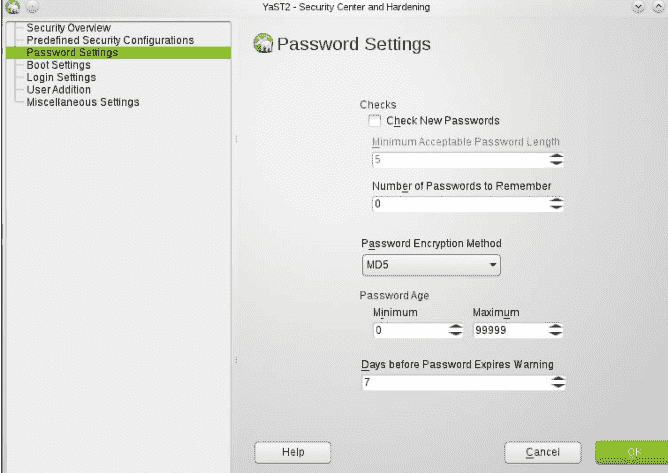 YaST2 - Security Center and Hardening
Security Overview
Predefined Security Configurations
Password Settings
Boot Settings
Login Settings
User Addition
Miscellaneous Settings
Password Settings
Checks
Check New Passwords
Minimum Acceptable Password Length
5
Number of Passwords to Remember
0
Password Encryption Method
MD5
Password Age
Minimum Maximum
0 99999
Days before Password Expires Warning
7
Help Cancel OK